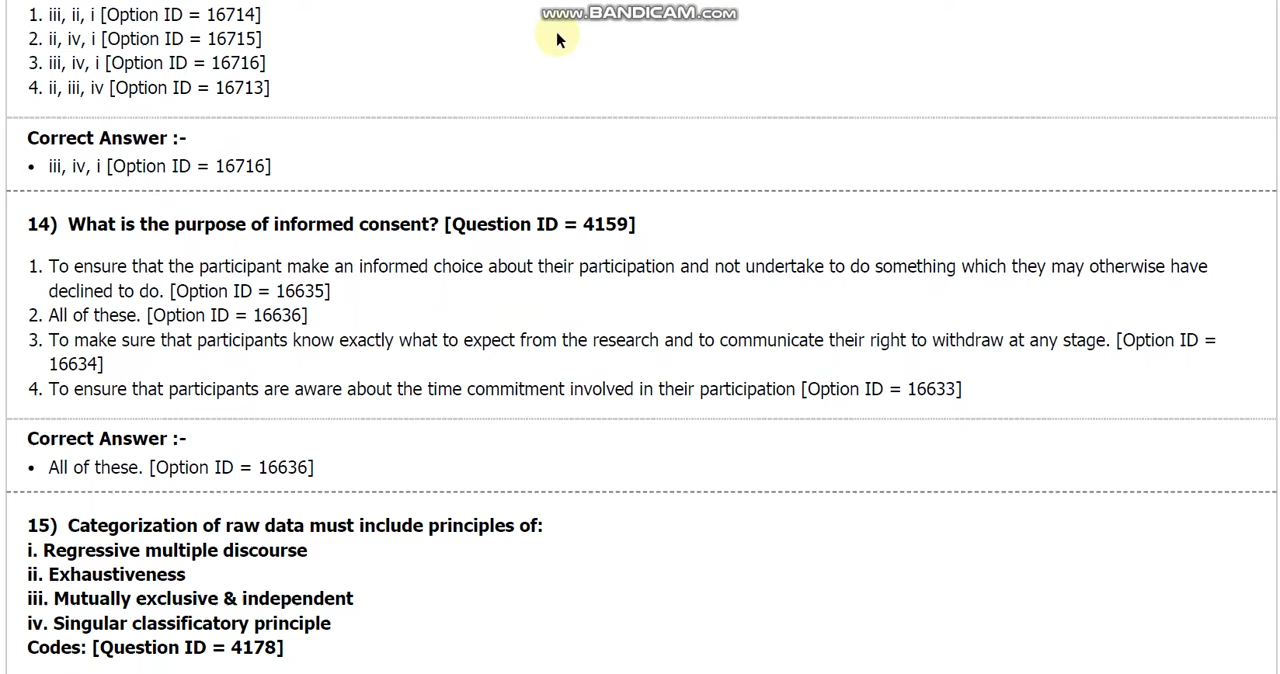 www.BANDICAM.com
1. iii, ii, i [Option ID = 16714]
2. ii, iv, i [Option ID = 16715]
3. iii, iv, i [Option ID = 16716]
4. ii, iii, iv [Option ID = 16713]
Correct Answer :-
• iii, iv, i [Option ID = 16716]
14) What is the purpose of informed consent? [Question ID = 4159]
1. To ensure that the participant make an informed choice about their participation and not undertake to do something which they may otherwise have
declined to do. [Option ID = 16635]
2. All of these. [Option ID = 16636]
3. To make sure that participants know exactly what to expect from the research and to communicate their right to withdraw at any stage. [Option ID =
16634]
4. To ensure that participants are aware about the time commitment involved in their participation [Option ID = 16633]
Correct Answer :-
• All of these. [Option ID = 16636]
15) Categorization of raw data must include principles of:
i. Regressive multiple discourse
ii. Exhaustiveness
iii. Mutually exclusive & independent
iv. Singular classificatory principle
Codes: [Question ID = 4178]